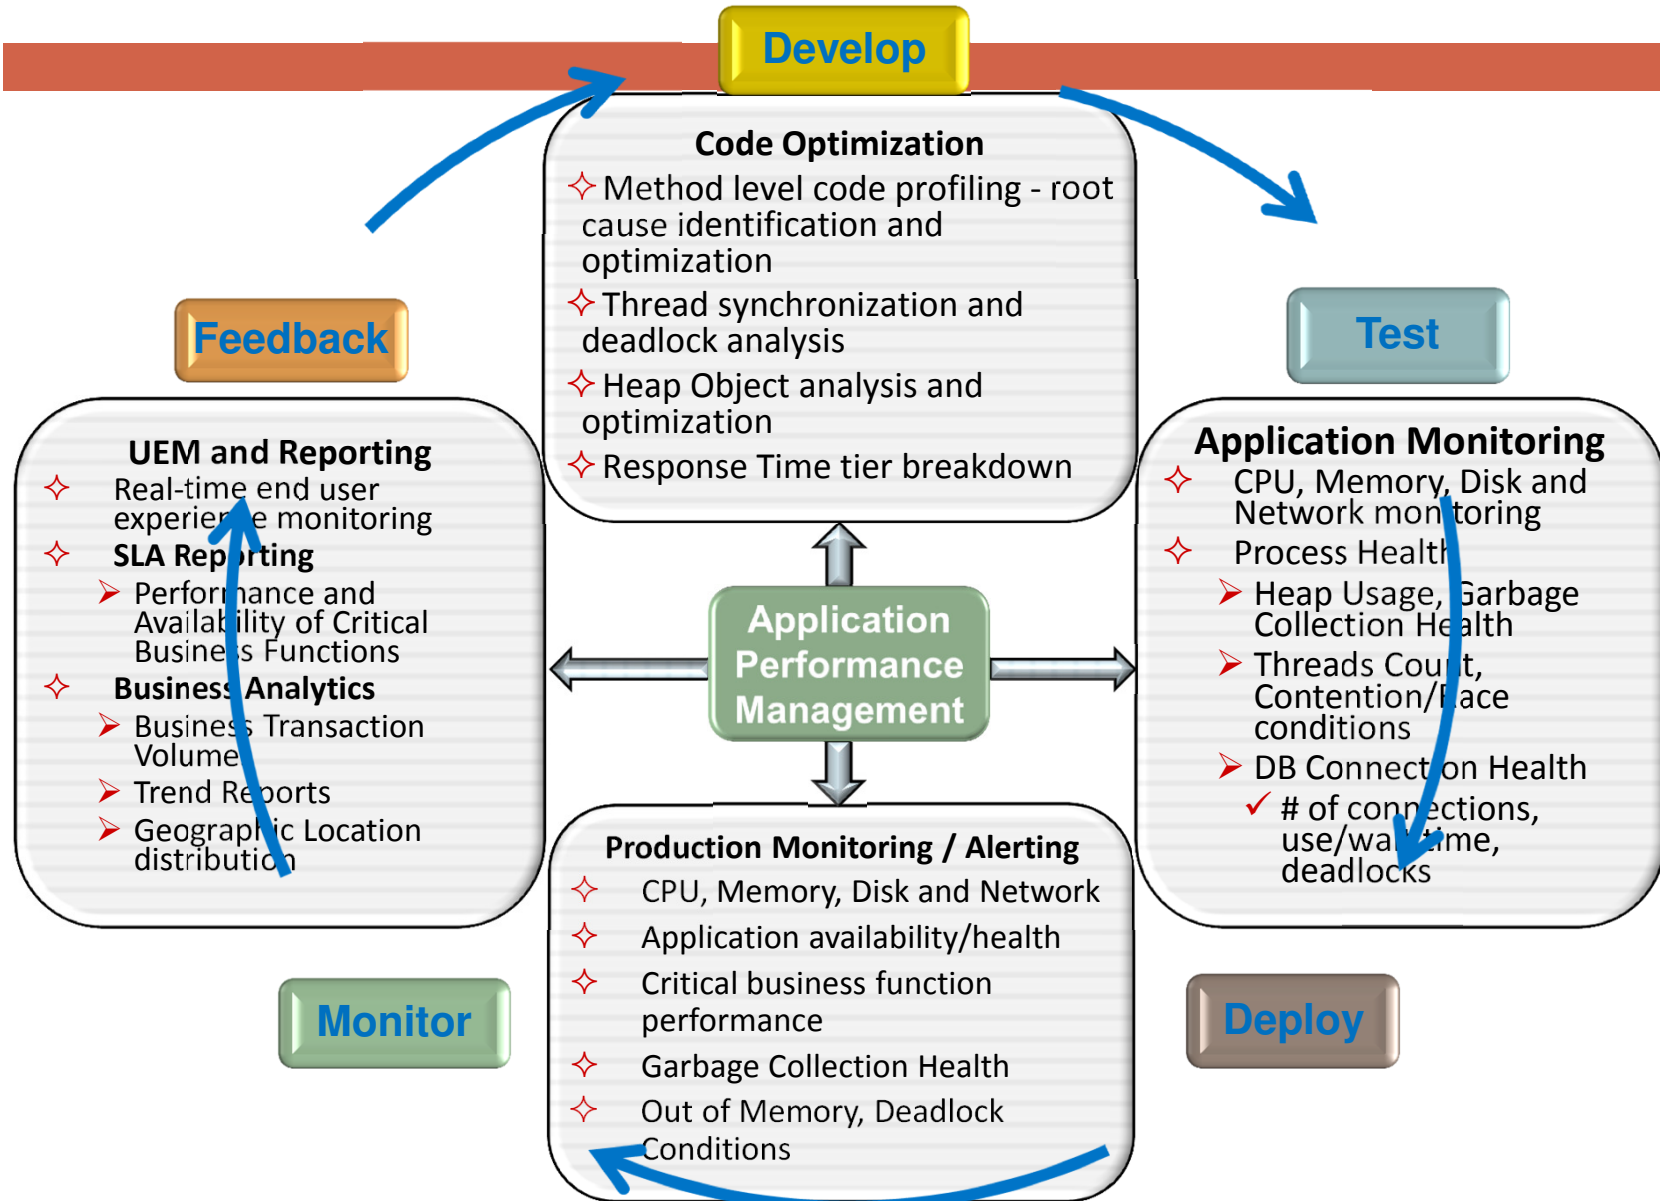 Develop
Code Optimization
Method level code profiling - root
cause identification and
optimization
Thread synchronization and
deadlock analysis
Heap Object analysis and
optimization
Response Time tier breakdown
Feedback
UEM and Reporting
Real-time end user
experience monitoring
SLA Reporting
Performance and
Availability of Critical
Business Functions
Business Analytics
Business Transaction
Volume
Trend Reports
Geographic Location
distribution
Application
Performance
Management
Test
Application Monitoring
CPU, Memory, Disk and
Network monitoring
Process Health
Heap Usage, Garbage
Collection Health
Threads Count,
Contention/Race
conditions
DB Connection Health
# of connections,
use/wait time,
deadlocks
Production Monitoring / Alerting
CPU, Memory, Disk and Network
Application availability/health
Critical business function
performance
Garbage Collection Health
Out of Memory, Deadlock
Conditions
Monitor
Deploy